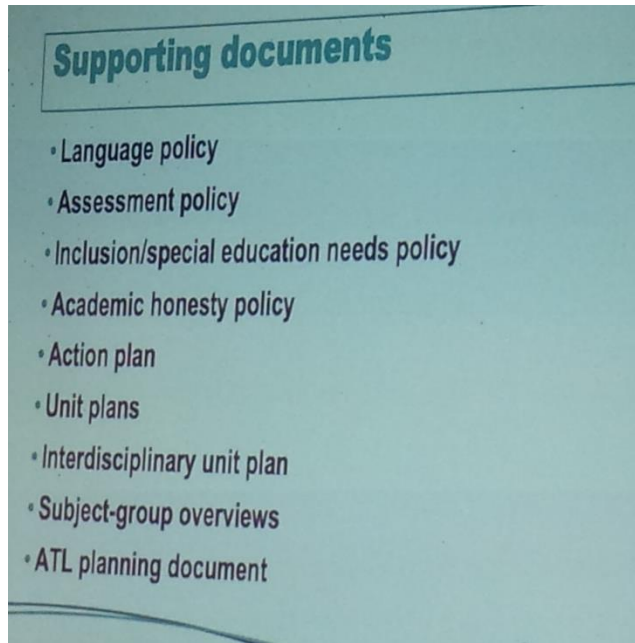 Supporting documents
• Language policy
• Assessment policy
• Inclusion/special education needs policy
• Academic honesty policy
• Action plan
• Unit plans
• Interdisciplinary unit plan
• Subject-group overviews
• ATL planning document